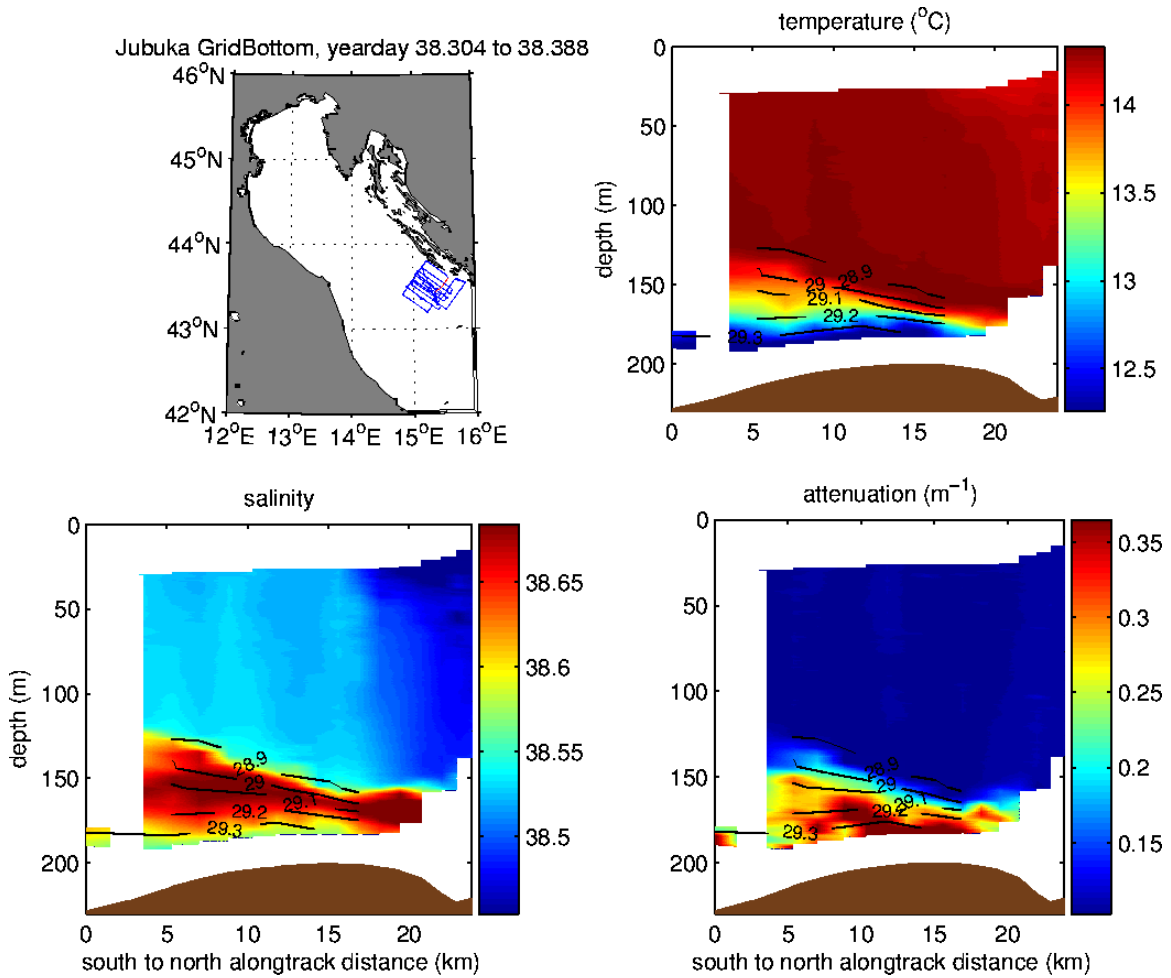 Jubuka GridBottom, yearday 38.304 to 38.388
46°N
45°N
44°N
43°N
42°N
12°E 13°E 14°E 15°E 16°E
temperature (°C)
0
50
100
150
200
depth (m)
28.9
29
29.1
29.2
29.3
0 5 10 15 20
14
13.5
13
12.5
salinity
0
50
100
150
200
depth (m)
28.9
29
29.1
29.2
29.3
0 5 10 15 20
south to north alongtrack distance (km)
38.65
38.6
38.55
38.5
attenuation (m⁻¹)
0
50
100
150
200
28.9
29
29.1
29.2
29.3
0 5 10 15 20
south to north alongtrack distance (km)
0.35
0.3
0.25
0.2
0.15